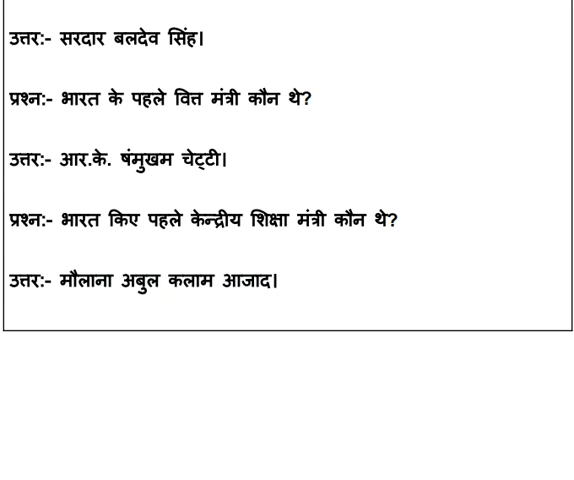 उत्तर:- सरदार बलदेव सिंह।
प्रश्न:- भारत के पहले वित्त मंत्री कौन थे?
उत्तर:- आर.के. षंमुखम चेट्टी।
प्रश्न:- भारत किए पहले केन्द्रीय शिक्षा मंत्री कौन थे?
उत्तर:- मौलाना अबुल कलाम आजाद।